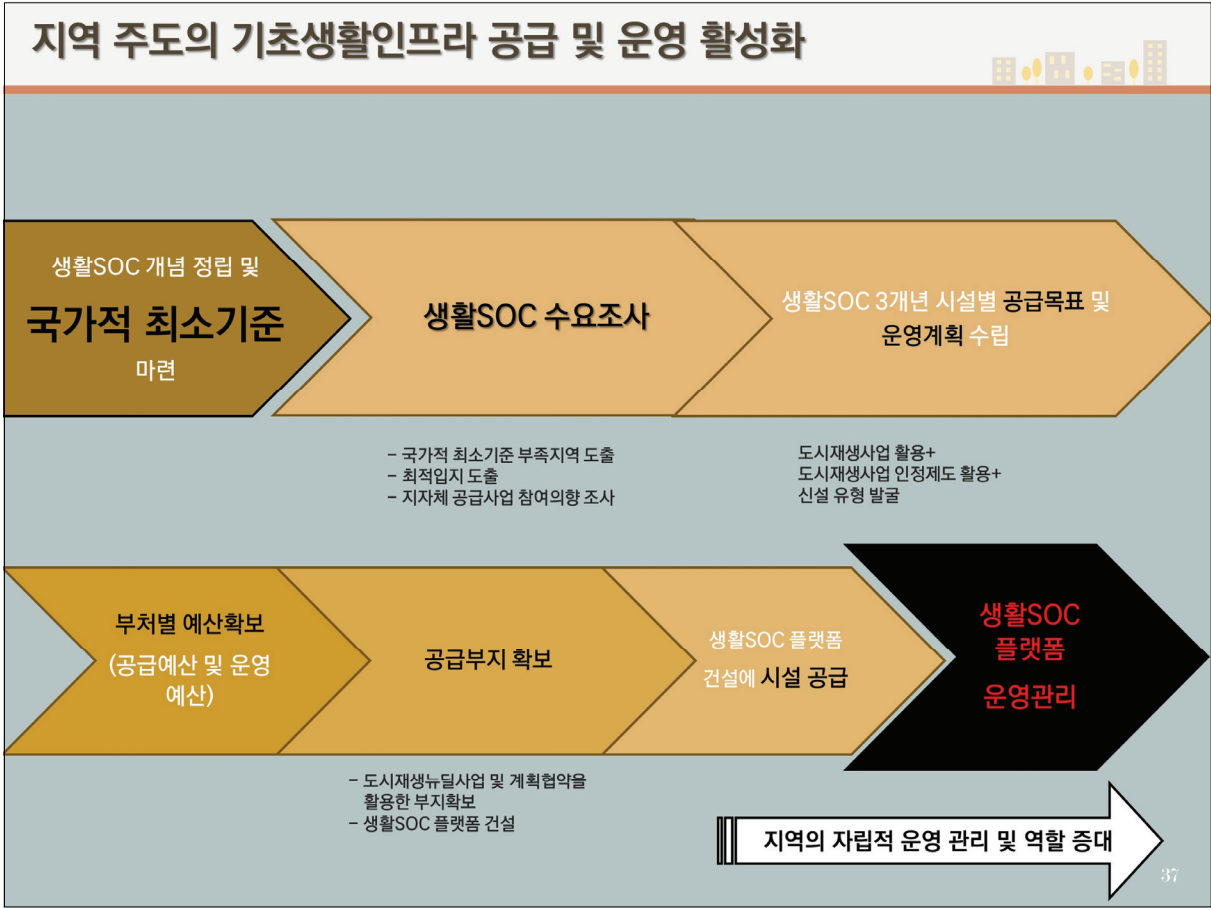 지역 주도의 기초생활인프라 공급 및 운영 활성화
생활SOC 개념 정립 및
국가적 최소기준
마련
생활SOC 수요조사
생활SOC 3개년 시설별 공급목표 및
운영계획 수립
- 국가적 최소기준 부족지역 도출
- 최적입지 도출
- 지자체 공급사업 참여의향 조사
도시재생사업 활용+
도시재생사업 인정제도 활용+
신설 유형 발굴
부처별 예산확보
(공급예산 및 운영
예산)
공급부지 확보
생활SOC 플랫폼
건설에 시설 공급
생활SOC
플랫폼
운영관리
- 도시재생뉴딜사업 및 계획협약을
활용한 부지확보
- 생활SOC 플랫폼 건설
지역의 자립적 운영 관리 및 역할 증대
37